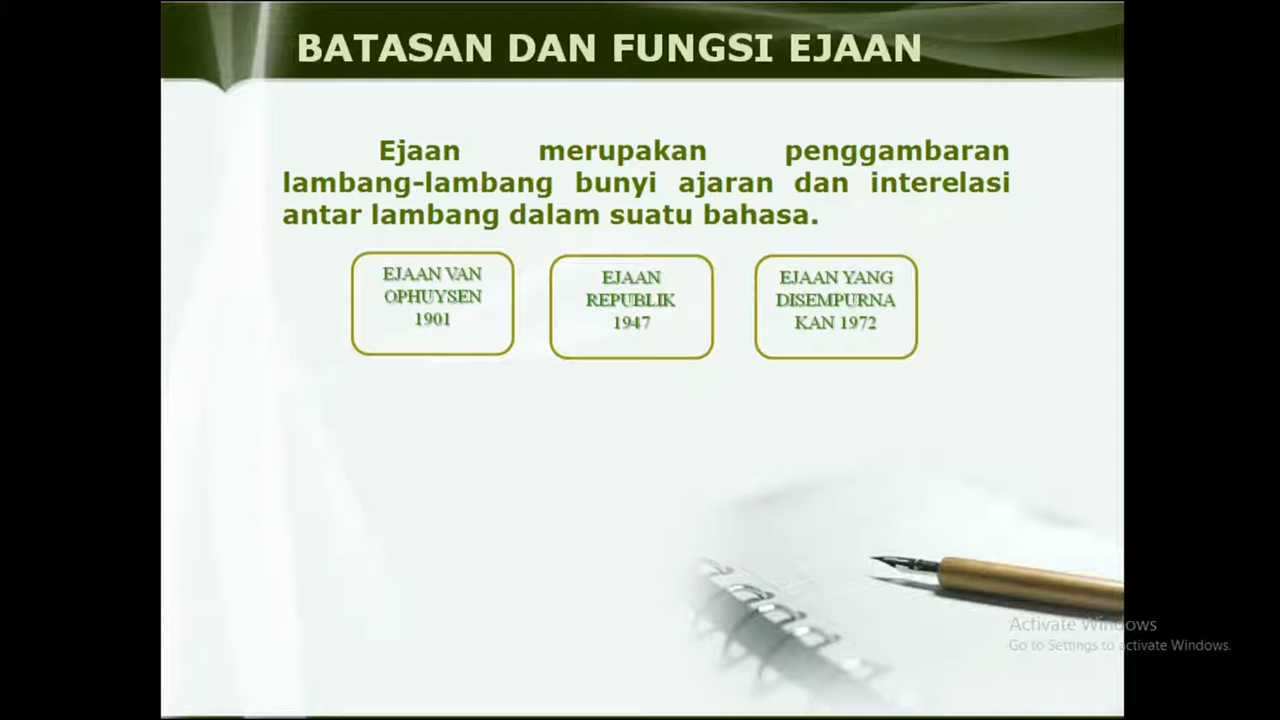 BATASAN DAN FUNGSI EJAAN
Ejaan merupakan penggambaran
lambang-lambang bunyi ajaran dan interelasi
antar lambang dalam suatu bahasa.
EJAAN VAN
OPHUYSEN
1901
EJAAN
REPUBLIK
1947
EJAAN YANG
DISEMPURNA
KAN 1972
Activate Windows
Go to Settings to activate Windows.